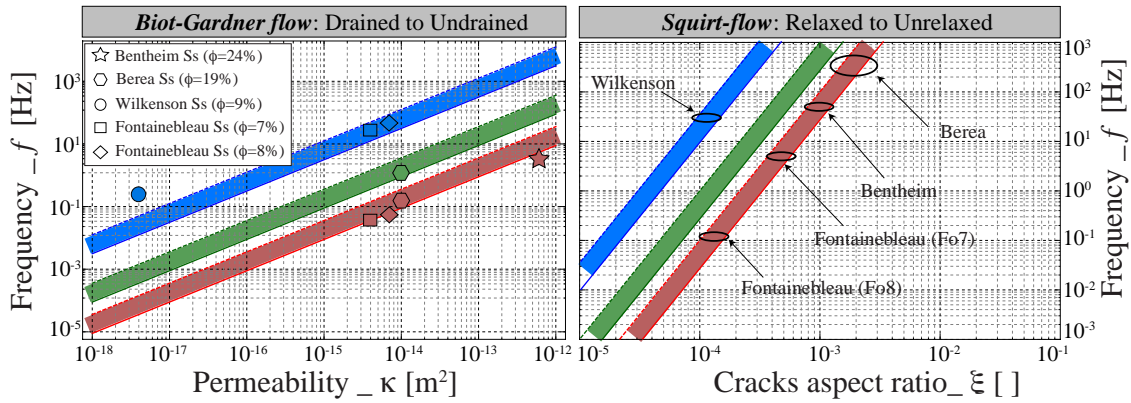 Biot-Gardner flow: Drained to Undrained
Bentheim Ss (ϕ=24%)
Berea Ss (ϕ=19%)
Wilkenson Ss (ϕ=9%)
Fontainebleau Ss (ϕ=7%)
Fontainebleau Ss (ϕ=8%)
Frequency _ f [Hz]
10³
10¹
10⁻¹
10⁻³
10⁻⁵
10⁻¹⁸
10⁻¹⁷
10⁻¹⁶
10⁻¹⁵
10⁻¹⁴
10⁻¹³
10⁻¹²
Permeability _ κ [m²]
Squirt-flow: Relaxed to Unrelaxed
Wilkenson
Berea
Bentheim
Fontainebleau (Fo7)
Fontainebleau (Fo8)
10³
10²
10¹
10⁰
10⁻¹
10⁻²
10⁻³
Frequency _ f [Hz]
10⁻⁵
10⁻⁴
10⁻³
10⁻²
10⁻¹
Cracks aspect ratio_ ξ [ ]